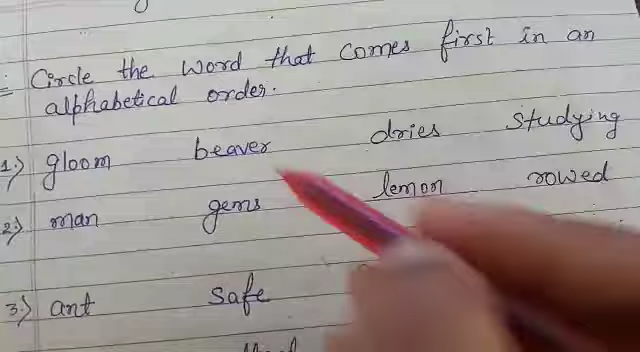 Circle the word that comes first in an
alphabetical order.
1.) gloom beaver dries studying
2.) man gems lemon rowed
3.) ant safe